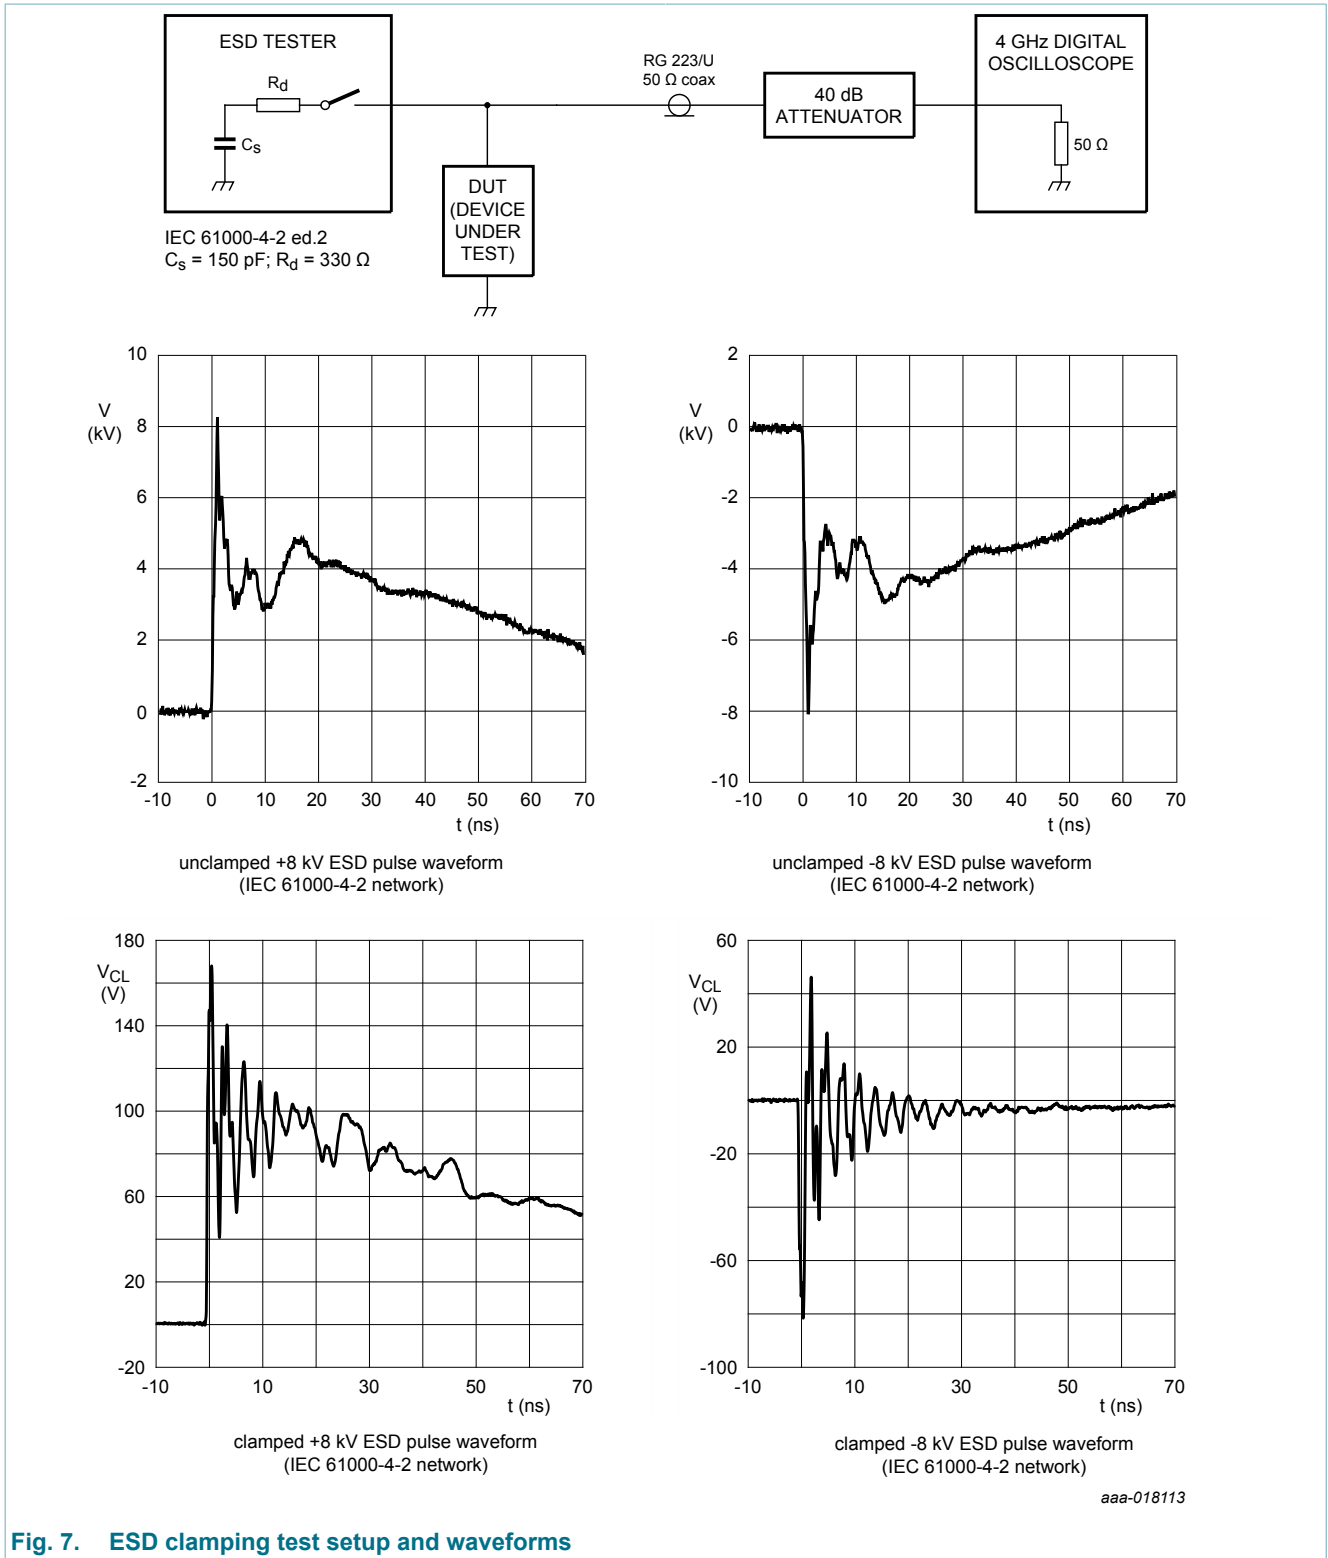 ESD TESTER
Rd
Cs
IEC 61000-4-2 ed.2
Cs = 150 pF; Rd = 330 Ω
DUT
(DEVICE
UNDER
TEST)
RG 223/U
50 Ω coax
40 dB
ATTENUATOR
4 GHz DIGITAL
OSCILLOSCOPE
50 Ω
V
(kV)
10
8
6
4
2
0
-2
-10 0 10 20 30 40 50 60 70
t (ns)
unclamped +8 kV ESD pulse waveform
(IEC 61000-4-2 network)
V
(kV)
2
0
-2
-4
-6
-8
-10
-10 0 10 20 30 40 50 60 70
t (ns)
unclamped -8 kV ESD pulse waveform
(IEC 61000-4-2 network)
VCL
(V)
180
140
100
60
20
-20
-10 10 30 50 70
t (ns)
clamped +8 kV ESD pulse waveform
(IEC 61000-4-2 network)
VCL
(V)
60
20
-20
-60
-100
-10 10 30 50 70
t (ns)
clamped -8 kV ESD pulse waveform
(IEC 61000-4-2 network)
aaa-018113
Fig. 7. ESD clamping test setup and waveforms